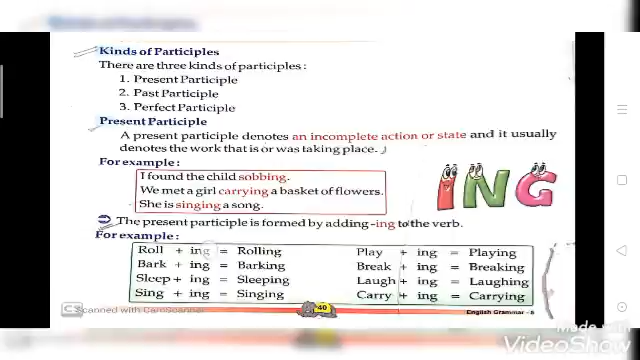 Kinds of Participles
There are three kinds of participles :
1. Present Participle
2. Past Participle
3. Perfect Participle
Present Participle
A present participle denotes an incomplete action or state and it usually
denotes the work that is or was taking place.
For example :
I found the child sobbing.
We met a girl carrying a basket of flowers.
She is singing a song.
ING
The present participle is formed by adding -ing to the verb.
For example :
Roll + ing = Rolling Play + ing = Playing
Bark + ing = Barking Break + ing = Breaking
Sleep + ing = Sleeping Laugh + ing = Laughing
Sing + ing = Singing Carry + ing = Carrying
CS Scanned with CamScanner 40 English Grammar - 8
Made with
VideoShow